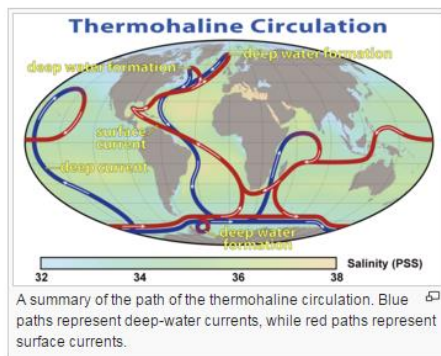 Thermohaline Circulation
deep water formation
deep water formation
surface
current
deep current
deep water
formation
Salinity (PSS)
32 34 36 38
A summary of the path of the thermohaline circulation. Blue
paths represent deep-water currents, while red paths represent
surface currents.